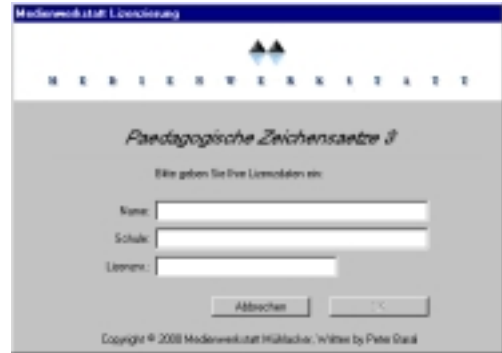 Medienwerkstatt Lizenzierung
M E D I E N W E R K S T A T T
Paedagogische Zeichensaetze 3
Bitte geben Sie Ihre Lizenzdaten ein:
Name:
Schule:
Lizenznr.:
Abbrechen
OK
Copyright © 2000 Medienwerkstatt Mühlacker, Written by Peter